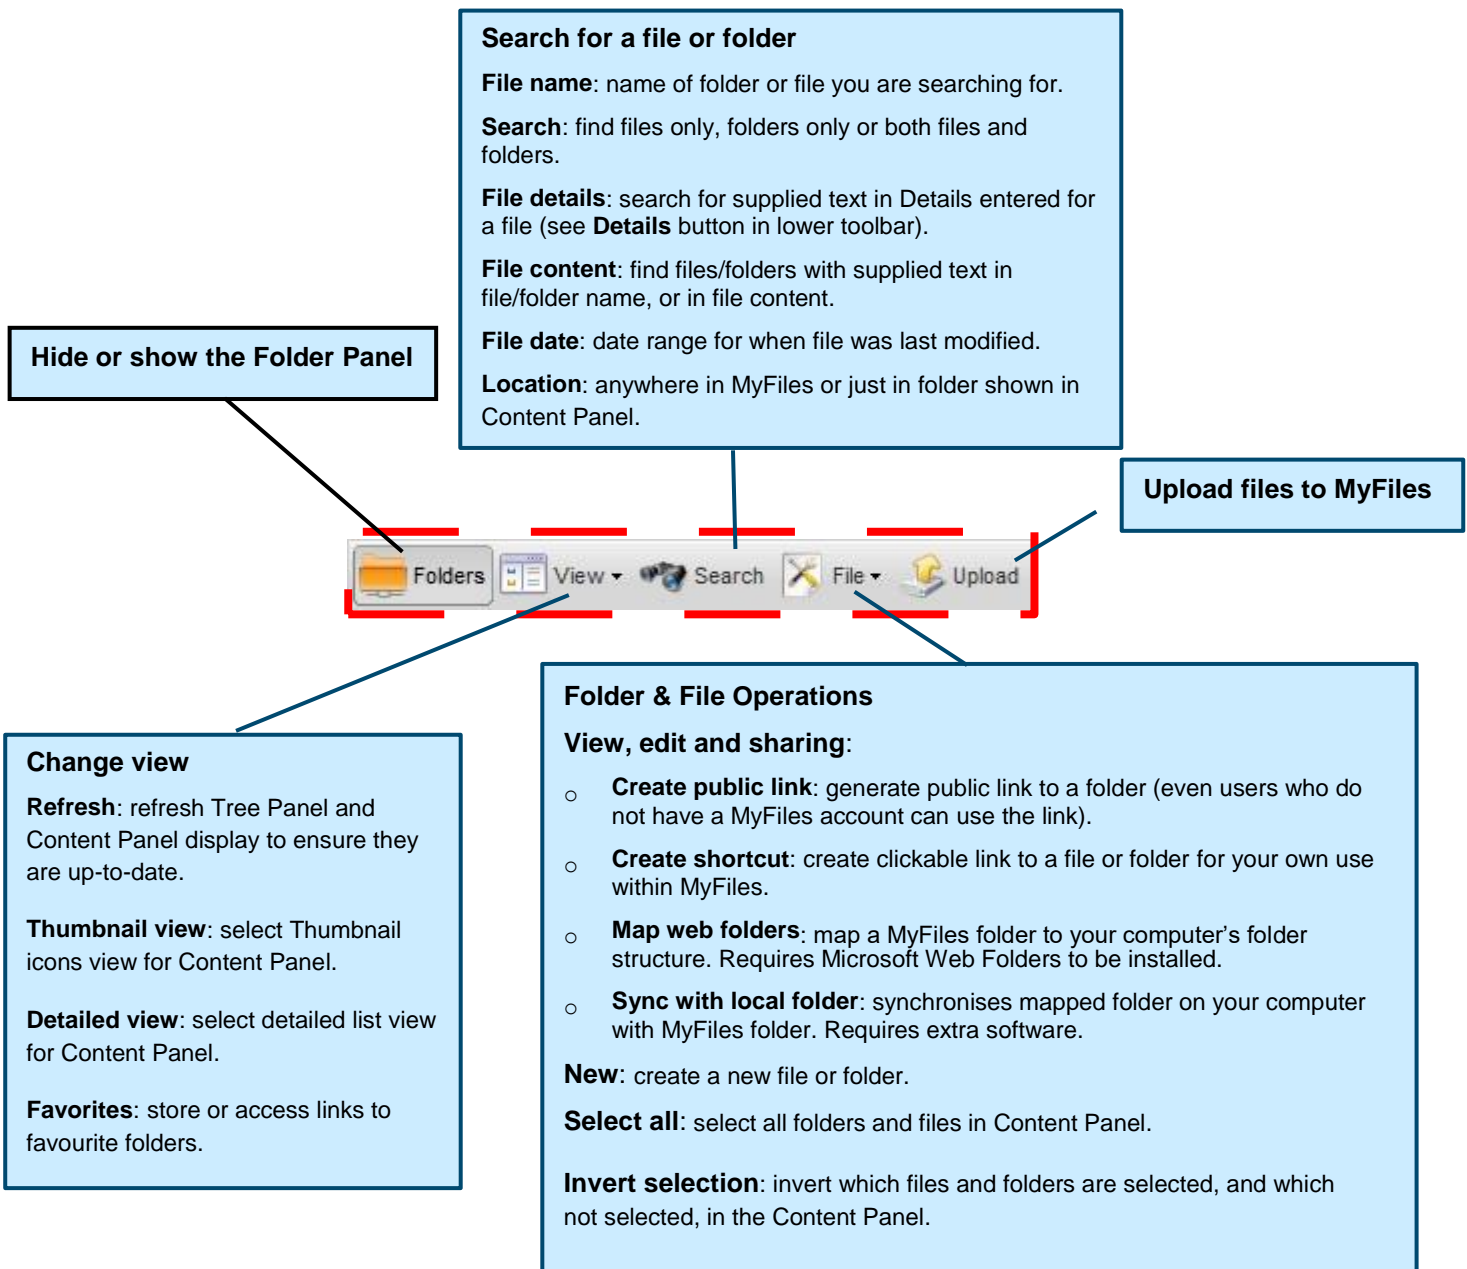 Search for a file or folder
File name: name of folder or file you are searching for.
Search: find files only, folders only or both files and
folders.
File details: search for supplied text in Details entered for
a file (see Details button in lower toolbar).
File content: find files/folders with supplied text in
file/folder name, or in file content.
File date: date range for when file was last modified.
Location: anywhere in MyFiles or just in folder shown in
Content Panel.
Hide or show the Folder Panel
Upload files to MyFiles
Folders View Search File Upload
Change view
Refresh: refresh Tree Panel and
Content Panel display to ensure they
are up-to-date.
Thumbnail view: select Thumbnail
icons view for Content Panel.
Detailed view: select detailed list view
for Content Panel.
Favorites: store or access links to
favourite folders.
Folder & File Operations
View, edit and sharing:
o Create public link: generate public link to a folder (even users who do
not have a MyFiles account can use the link).
o Create shortcut: create clickable link to a file or folder for your own use
within MyFiles.
o Map web folders: map a MyFiles folder to your computer’s folder
structure. Requires Microsoft Web Folders to be installed.
o Sync with local folder: synchronises mapped folder on your computer
with MyFiles folder. Requires extra software.
New: create a new file or folder.
Select all: select all folders and files in Content Panel.
Invert selection: invert which files and folders are selected, and which
not selected, in the Content Panel.